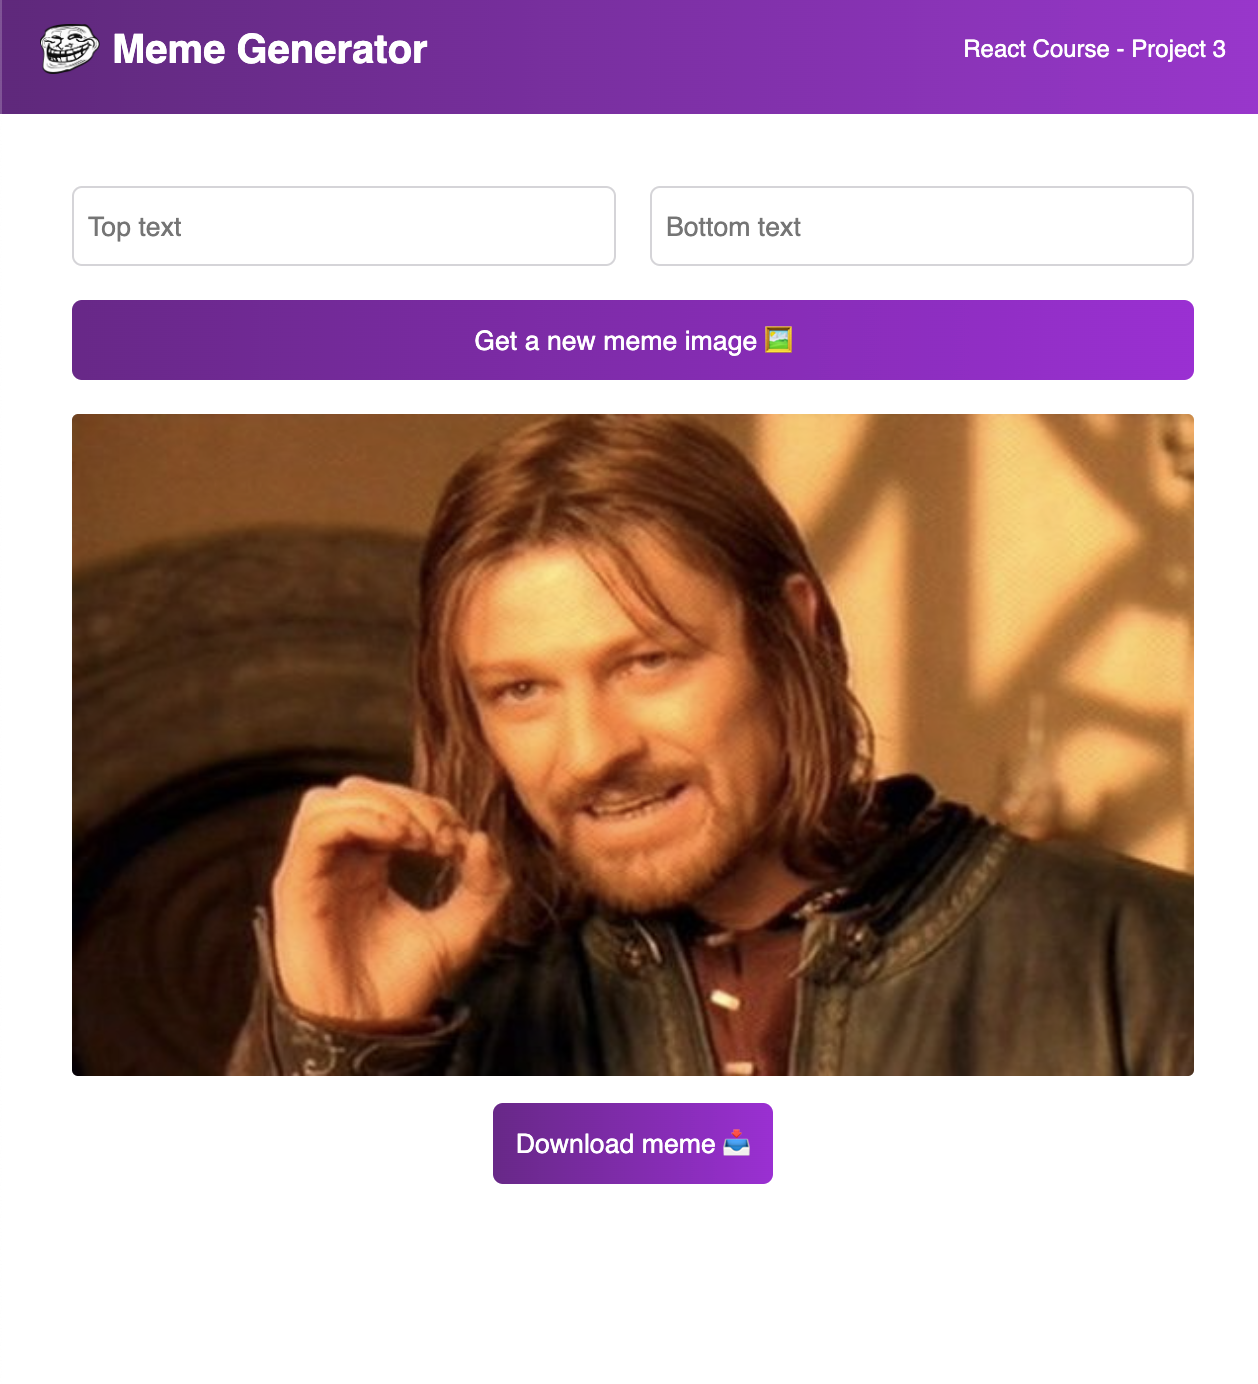 Meme Generator
React Course - Project 3
Top text
Bottom text
Get a new meme image 🖼️
Download meme 📥